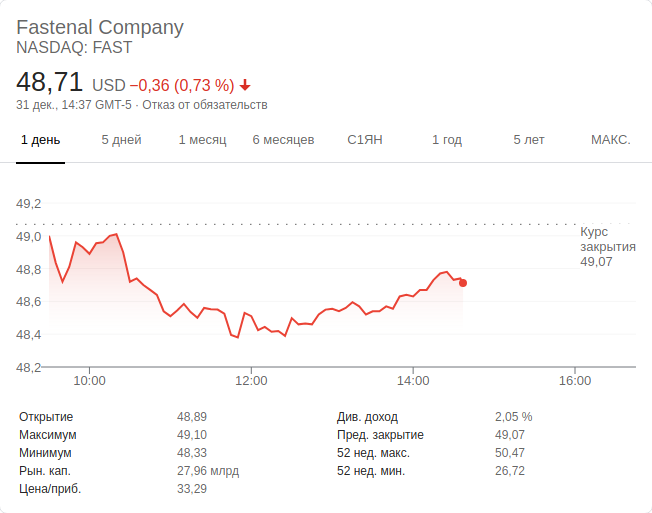 Fastenal Company
NASDAQ: FAST
48,71 USD −0,36 (0,73 %)
31 дек., 14:37 GMT-5 · Отказ от обязательств
1 день 5 дней 1 месяц 6 месяцев С1ЯН 1 год 5 лет МАКС.
49,2
49,0
48,8
48,6
48,4
48,2
Курс
закрытия
49,07
10:00 12:00 14:00 16:00
Открытие 48,89 Див. доход 2,05 %
Максимум 49,10 Пред. закрытие 49,07
Минимум 48,33 52 нед. макс. 50,47
Рын. кап. 27,96 млрд 52 нед. мин. 26,72
Цена/приб. 33,29